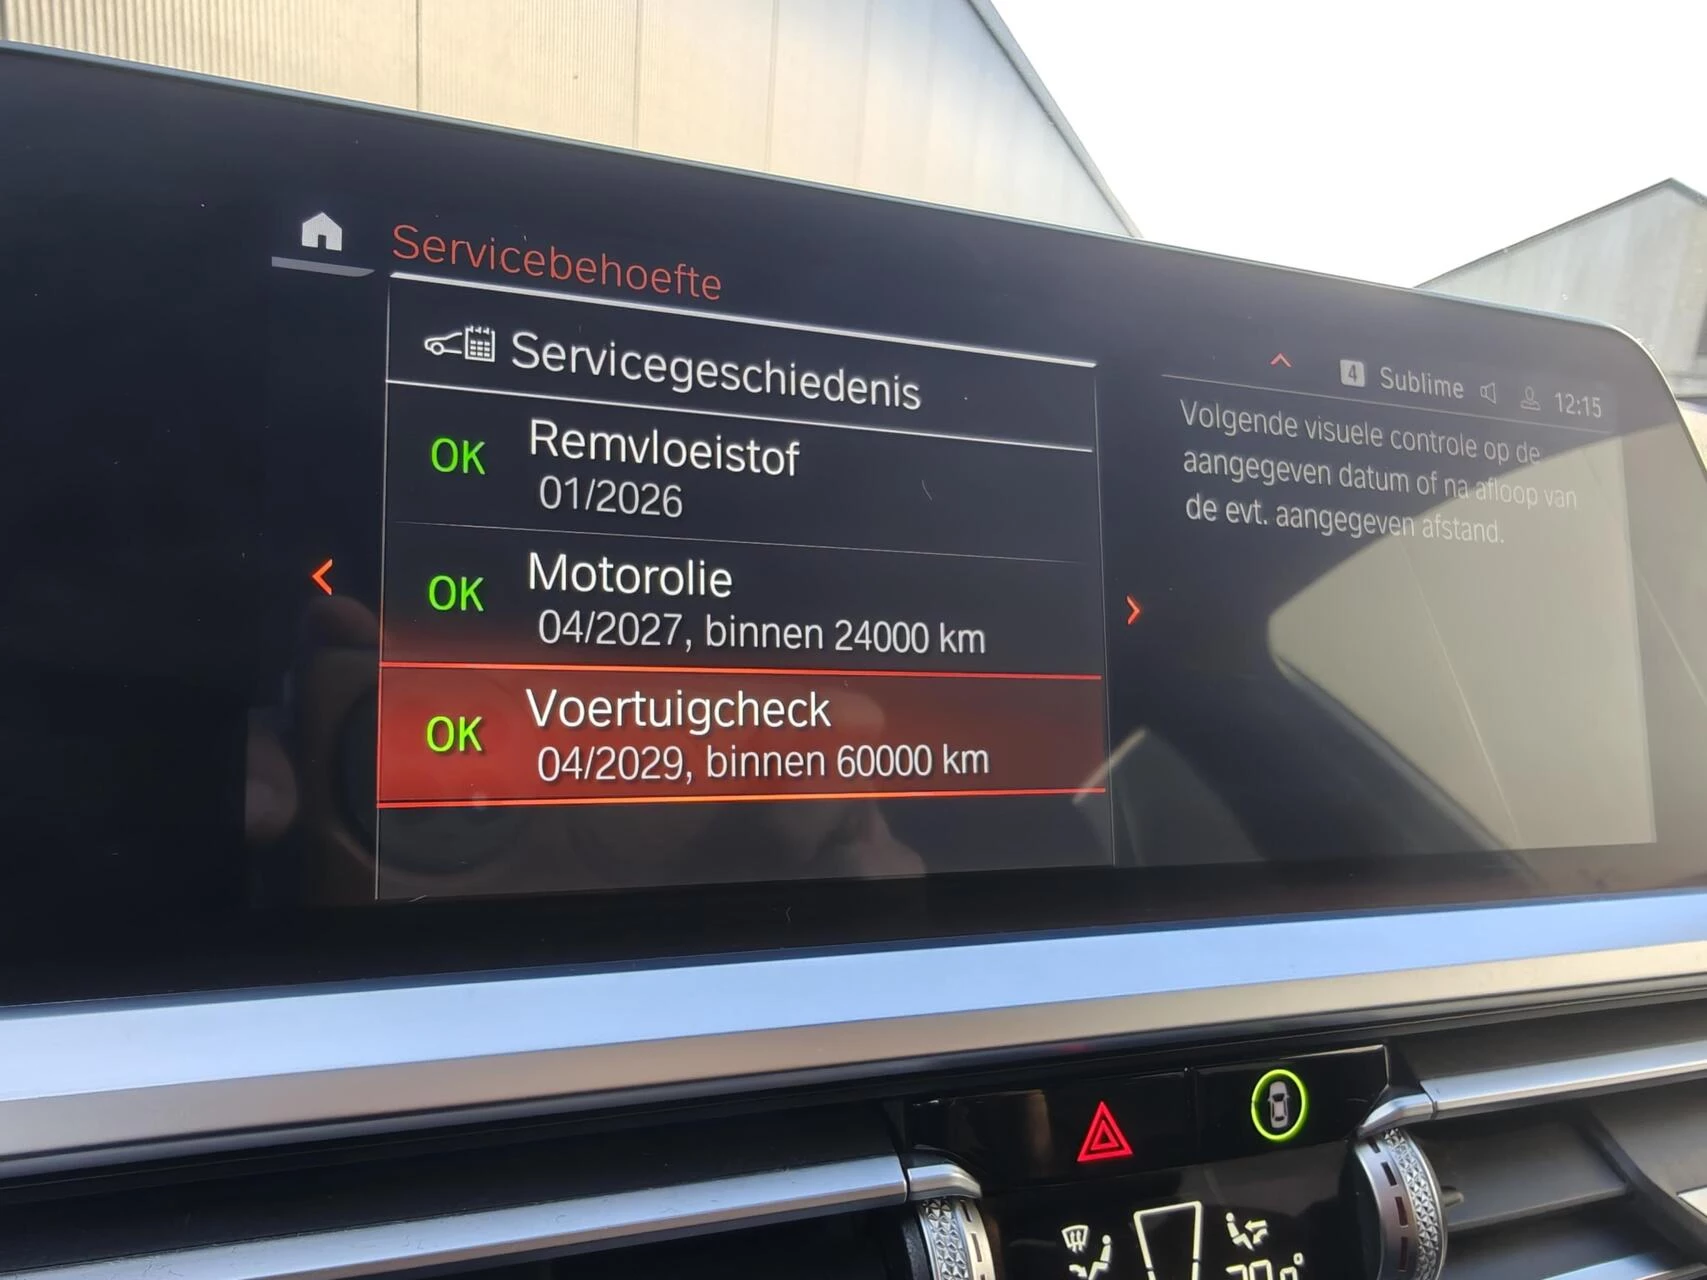 Servicebehoefte
Servicegeschiedenis
OK Remvloeistof
01/2026
OK Motorolie
04/2027, binnen 24000 km
OK Voertuigcheck
04/2029, binnen 60000 km
4 Sublime 12:15
Volgende visuele controle op de
aangegeven datum of na afloop van
de evt. aangegeven afstand.